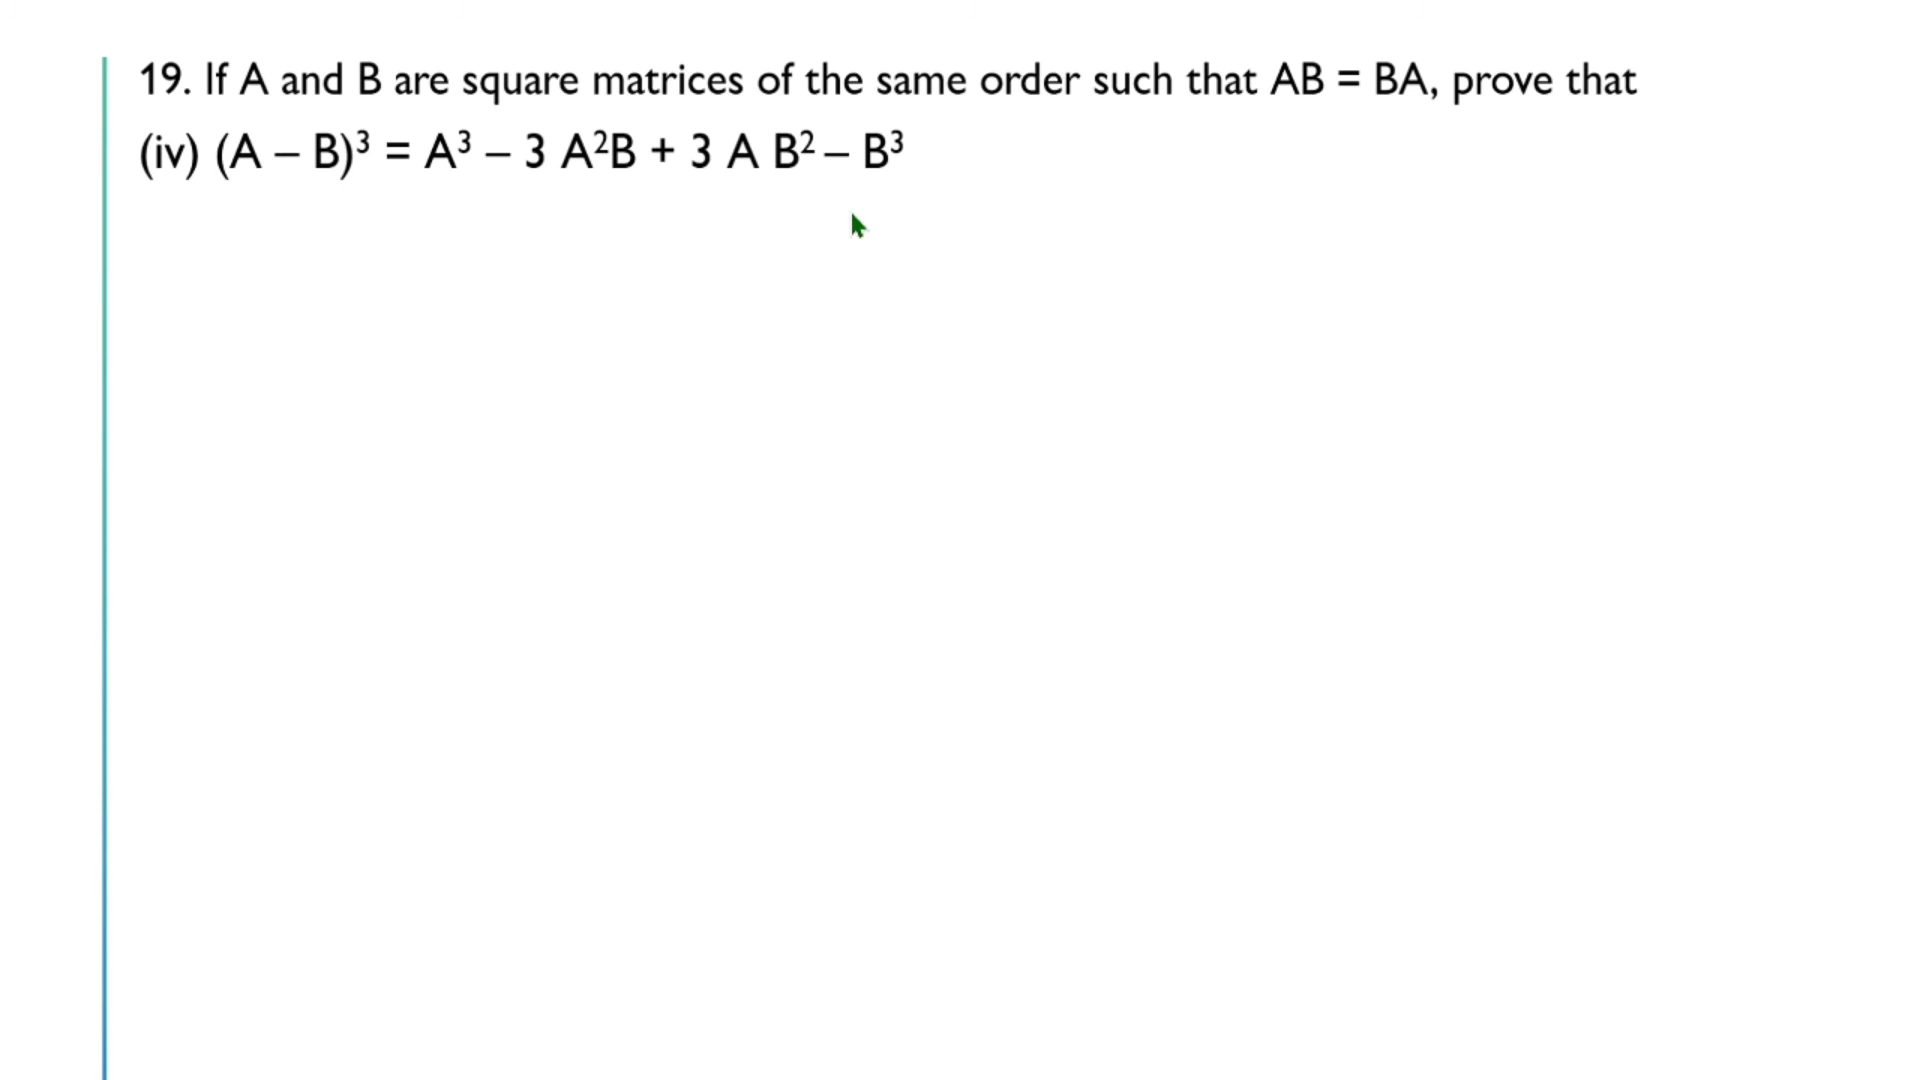 19. If A and B are square matrices of the same order such that AB = BA, prove that
(iv) (A – B)³ = A³ – 3 A²B + 3 A B² – B³